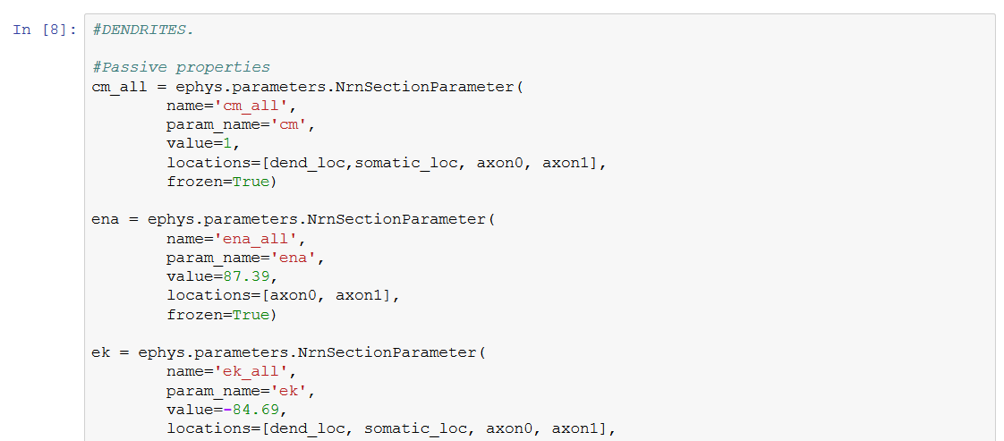 In [8]: #DENDRITES.
#Passive properties
cm_all = ephys.parameters.NrnSectionParameter(
name='cm_all',
param_name='cm',
value=1,
locations=[dend_loc,somatic_loc, axon0, axon1],
frozen=True)
ena = ephys.parameters.NrnSectionParameter(
name='ena_all',
param_name='ena',
value=87.39,
locations=[axon0, axon1],
frozen=True)
ek = ephys.parameters.NrnSectionParameter(
name='ek_all',
param_name='ek',
value=-84.69,
locations=[dend_loc, somatic_loc, axon0, axon1],